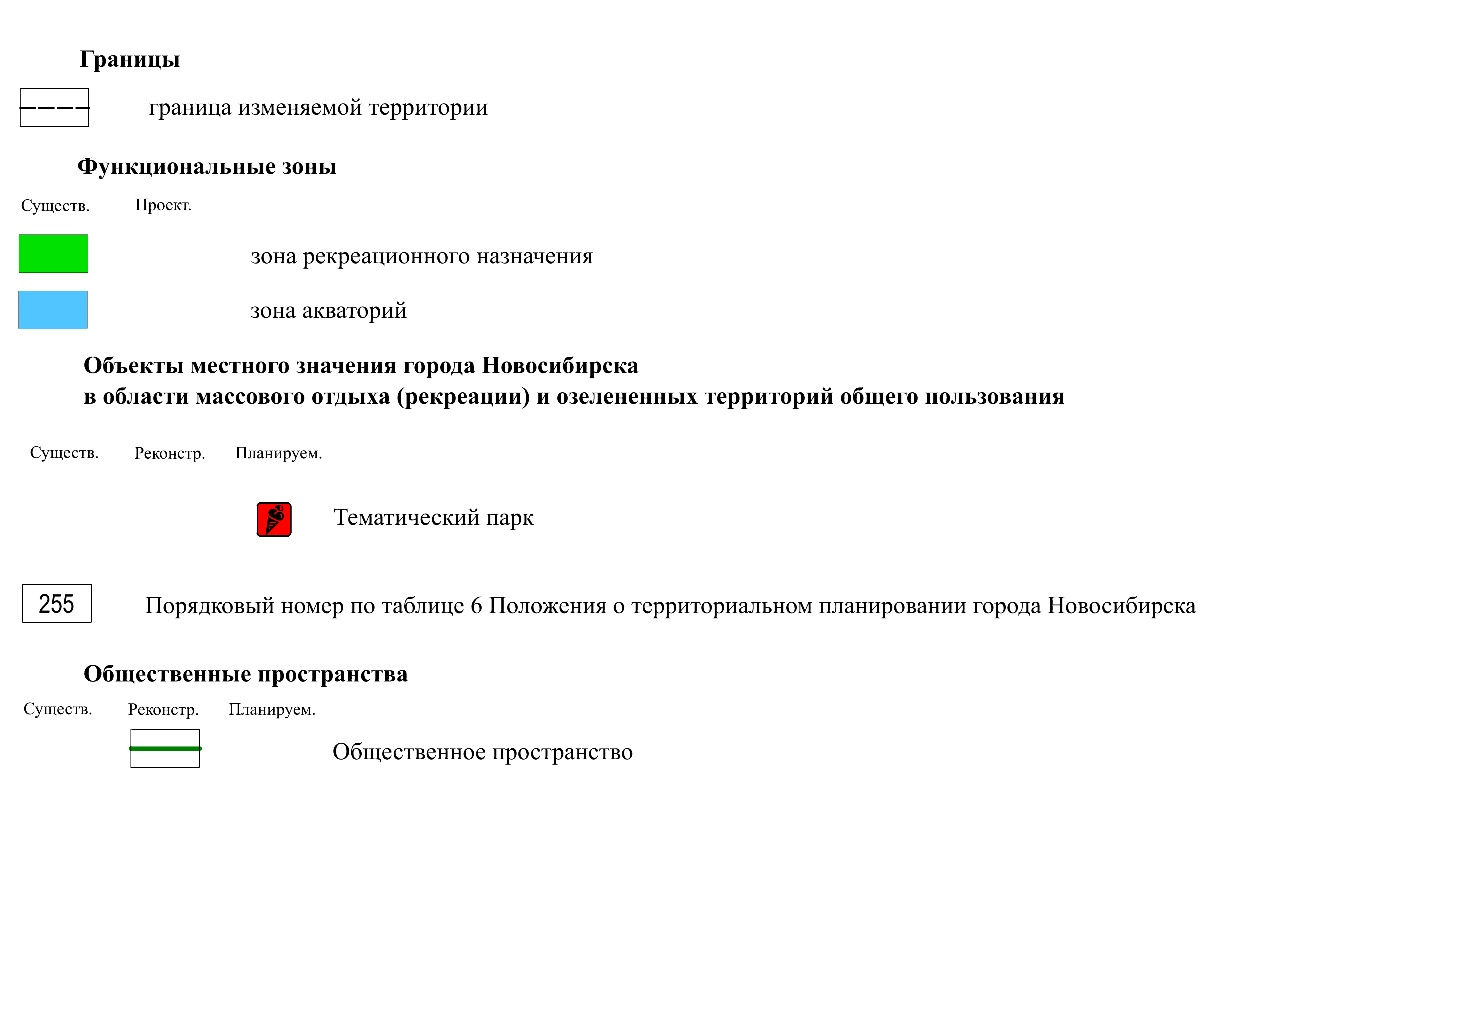 Границы
граница изменяемой территории
Функциональные зоны
Существ. Проект.
зона рекреационного назначения
зона акваторий
Объекты местного значения города Новосибирска
в области массового отдыха (рекреации) и озелененных территорий общего пользования
Существ. Реконстр. Планируем.
Тематический парк
255 Порядковый номер по таблице 6 Положения о территориальном планировании города Новосибирска
Общественные пространства
Существ. Реконстр. Планируем.
Общественное пространство